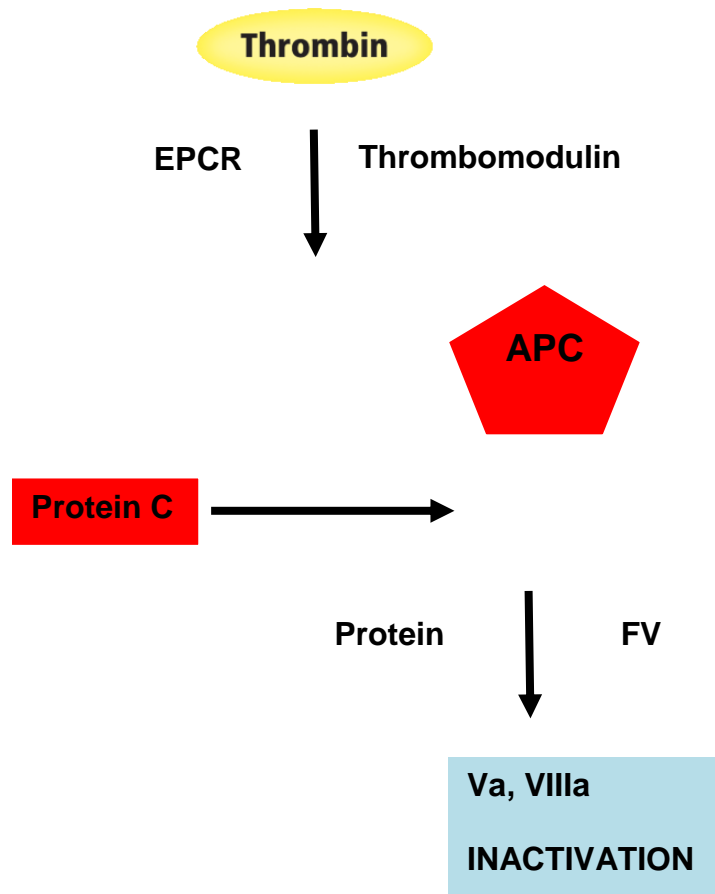 Thrombin
EPCR Thrombomodulin
APC
Protein C
Protein FV
Va, VIIIa
INACTIVATION